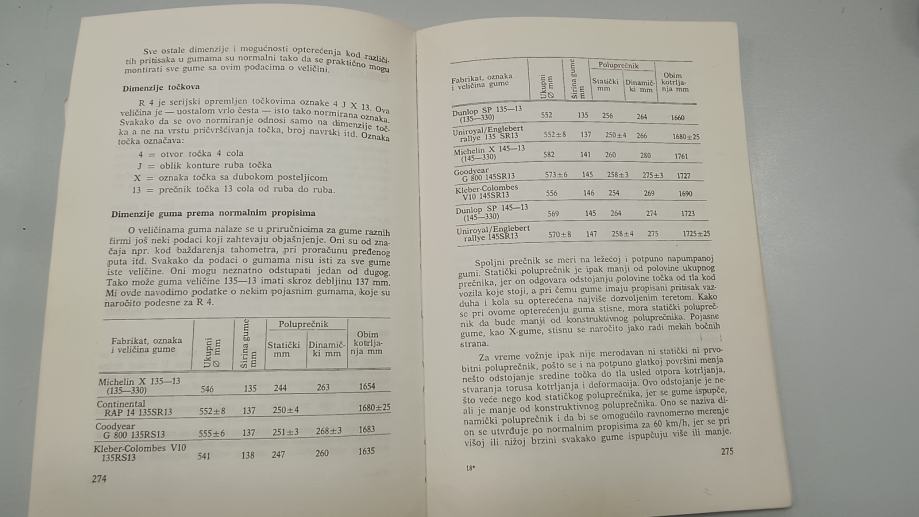 Sve ostale dimenzije i mogućnosti opterećenja kod različi-
tih pritisaka u gumama su normalni tako da se praktično mogu
montirati sve gume sa ovim podacima o veličini.
Dimenzije točkova
R 4 je serijski opremljen točkovima oznake 4 J X 13. Ova
veličina je — uostalom vrlo česta — isto tako normirana oznaka.
Svakako da se ovo normiranje odnosi samo na dimenzije toč-
ka a ne na vrstu pričvršćivanja točka, broj navrski itd. Oznaka
točka označava:
4 = otvor točka 4 cola
J = oblik konture ruba točka
X = oznaka točka sa dubokom posteljicom
13 = prečnik točka 13 cola od ruba do ruba.
Dimenzije guma prema normalnim propisima
O veličinama guma nalaze se u priručnicima za gume raznih
firmi još neki podaci koji zahtevaju objašnjenje. Oni su od zna-
čaja npr. kod baždarenja tahometra, pri proračunu pređenog
puta itd. Svakako da podaci o gumama nisu isti za sve gume
iste veličine. Oni mogu neznatno odstupati jedan od dugog.
Tako može guma veličine 135—13 imati skroz debljinu 137 mm.
Mi ovde navodimo podatke o nekim pojasnim gumama, koje su
naročito podesne za R 4.
Fabrikat, oznaka
i veličina gume
Ukupni
∅ mm
Širina gume
mm
Poluprečnik
Statički
mm
Dinamič-
ki mm
Obim
kotrlja-
nja mm
Michelin X 135—13
(135—330) 546 135 244 263 1654
Continental
RAP 14 135SR13 552±8 137 250±4 1680±25
Goodyear
G 800 135RS13 555±6 137 251±3 268±3 1683
Kleber-Colombes V10
135RS13 541 138 247 260 1635
274
Fabrikat, oznaka
i veličina gume
Ukupni
∅ mm
Širina gume
mm
Poluprečnik
Statički
mm
Dinamič-
ki mm
Obim
kotrlja-
nja mm
Dunlop SP 135—13
(135—330) 552 135 256 264 1660
Uniroyal/Englebert
rallye 135 SR13 552±8 137 250±4 266 1680±25
Michelin X 145—13
(145—330) 582 141 260 280 1761
Goodyear
G 800 145SR13 573±6 145 258±3 275±3 1727
Kleber-Colombes
V10 145SR13 556 146 254 269 1690
Dunlop SP 145—13
(145—330) 569 145 264 274 1723
Uniroyal/Englebert
rallye 145SR13 570±8 147 258±4 275 1725±25
Spoljni prečnik se meri na ležećoj i potpuno napumpanoj
gumi. Statički poluprečnik je ipak manji od polovine ukupnog
prečnika, jer on odgovara odstojanju polovine točka od tla kod
vozila koje stoji, a pri čemu gume imaju propisani pritisak vaz-
duha i kola su opterećena najviše dozvoljenim teretom. Kako
se pri ovome opterećenju guma stisne, mora statički polupreč-
nik da bude manji od konstruktivnog poluprečnika. Pojasne
gume, kao X-gume, stisnu se naročito jako radi mekih bočnih
strana.
Za vreme vožnje ipak nije merodavan ni statički ni prvo-
bitni poluprečnik, pošto se i na potpuno glatkoj površini menja
nešto odstojanje sredine točka do tla usled otpora kotrljanja,
stvaranja torusa kotrljanja i deformacija. Ovo odstojanje je ne-
što veće nego kod statičkog poluprečnika, jer se gume ispupče,
ali je manje od konstruktivnog poluprečnika. Ono se naziva di-
namički poluprečnik i da bi se omogućilo ravnomerno merenje
on se utvrđuje po normalnim propisima za 60 km/h, jer se pri
višoj ili nižoj brzini svakako gume ispupčuju više ili manje.
18*
275